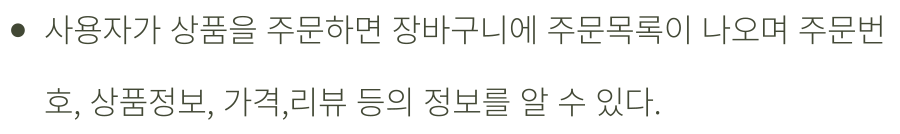 ● 사용자가 상품을 주문하면 장바구니에 주문목록이 나오며 주문번
호, 상품정보, 가격,리뷰 등의 정보를 알 수 있다.